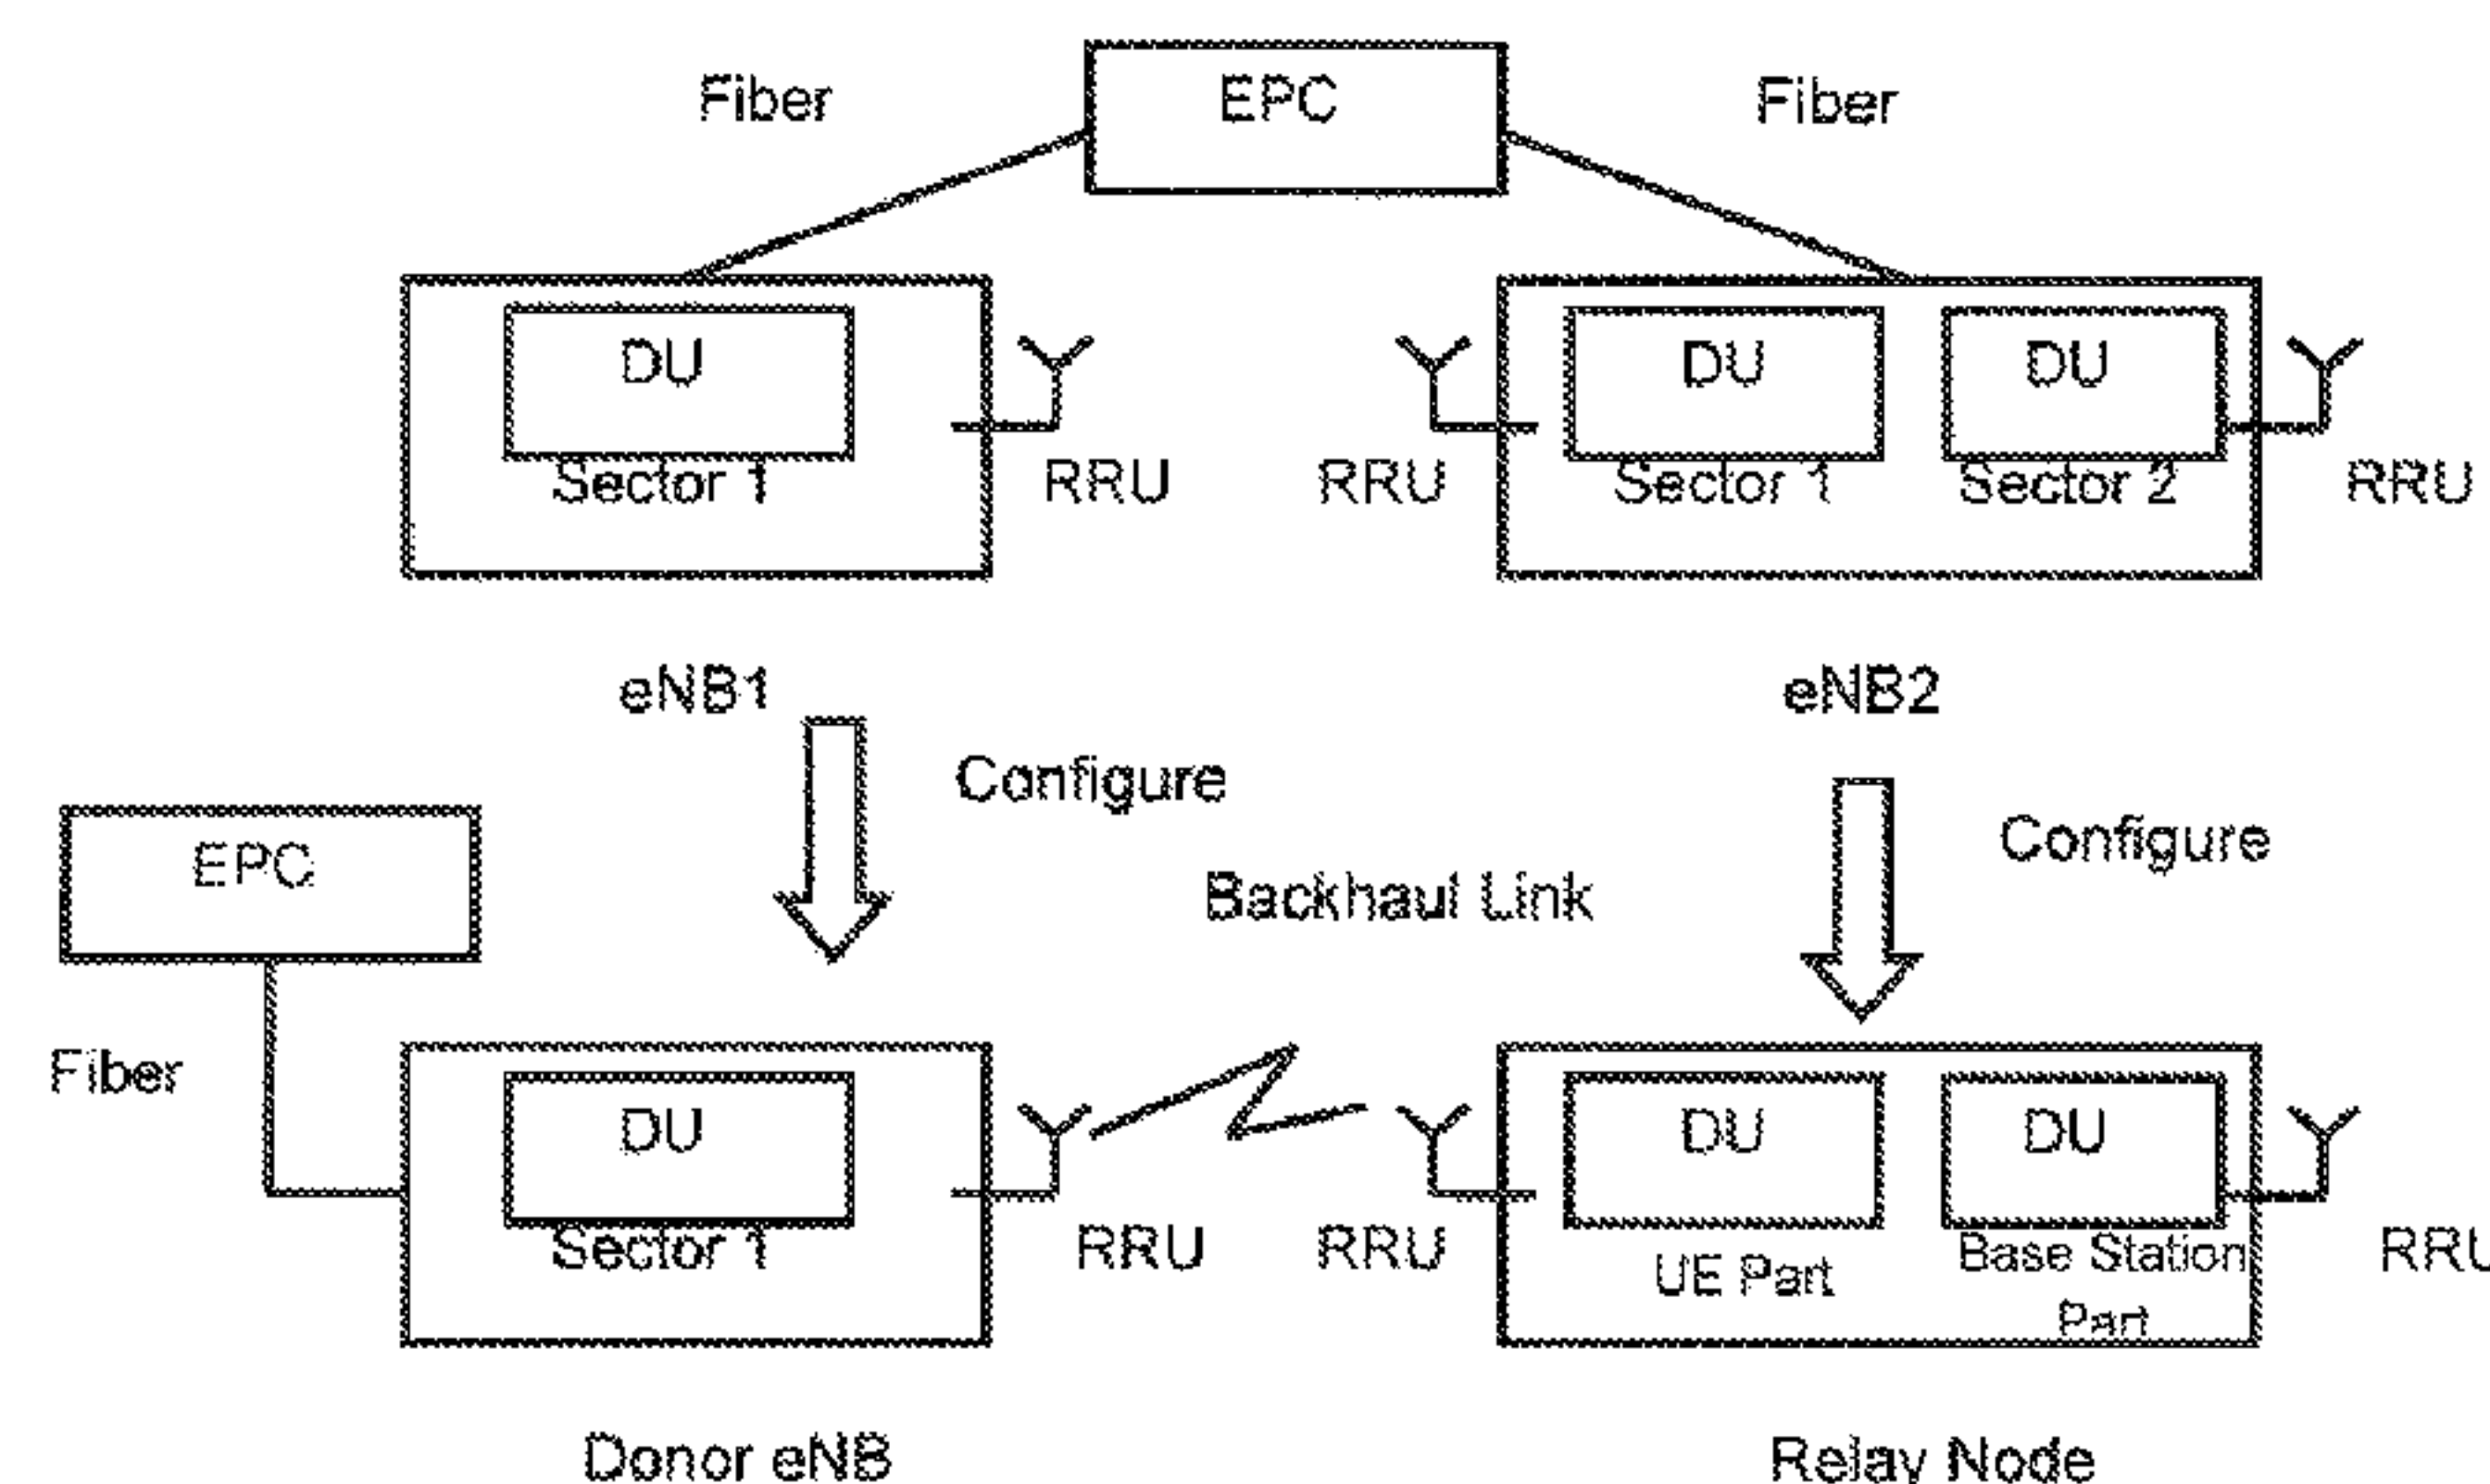 Fiber EPC Fiber
DU DU DU
Sector 1 RRU RRU Sector 1 Sector 2 RRU
eNB1 eNB2
Configure
Configure
EPC
Backhaul Link
Fiber
DU DU DU
Sector 1 RRU RRU UE Part Base Station RRU
Part
Donor eNB Relay Node